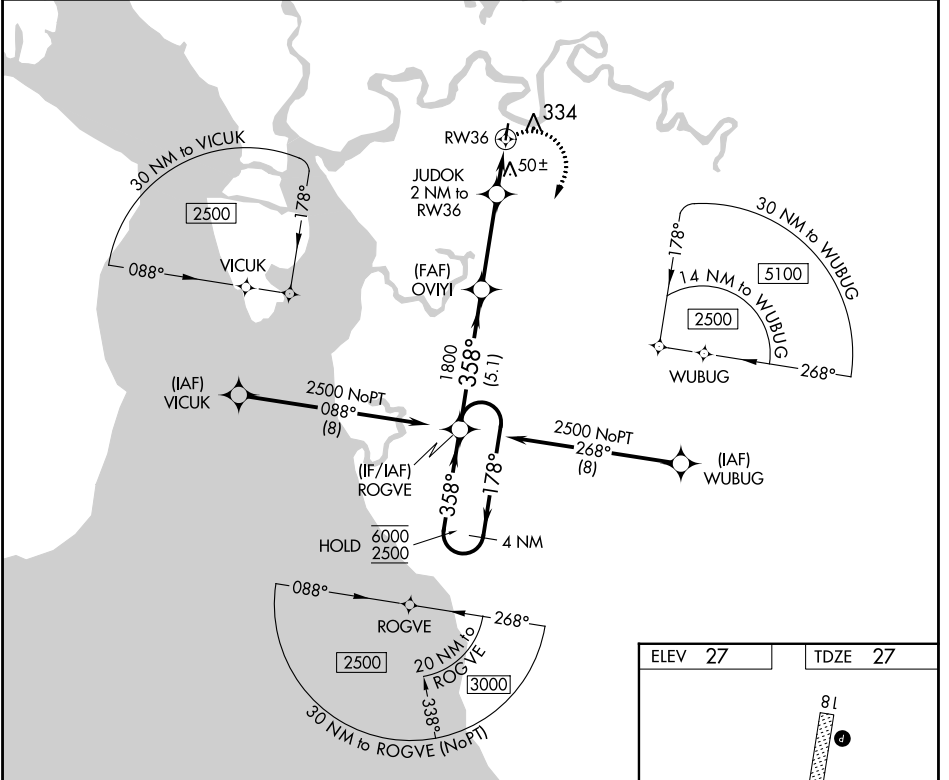 334
RW36
50±
JUDOK
2 NM to
RW36
30 NM to VICUK
2500
178°
088°
VICUK
(FAF)
OVIYI
30 NM to WUBUG
178°
5100
14 NM to WUBUG
2500
268°
WUBUG
1800
358°
(5.1)
(IAF)
VICUK
2500 NoPT
088°
(8)
2500 NoPT
268°
(8)
(IAF)
WUBUG
(IF/IAF)
ROGVE
358°
178°
HOLD
6000
2500
4 NM
088°
268°
ROGVE
20 NM to
ROGVE
2500
3000
338°
30 NM to ROGVE (NoPT)
ELEV 27
TDZE 27
18
P